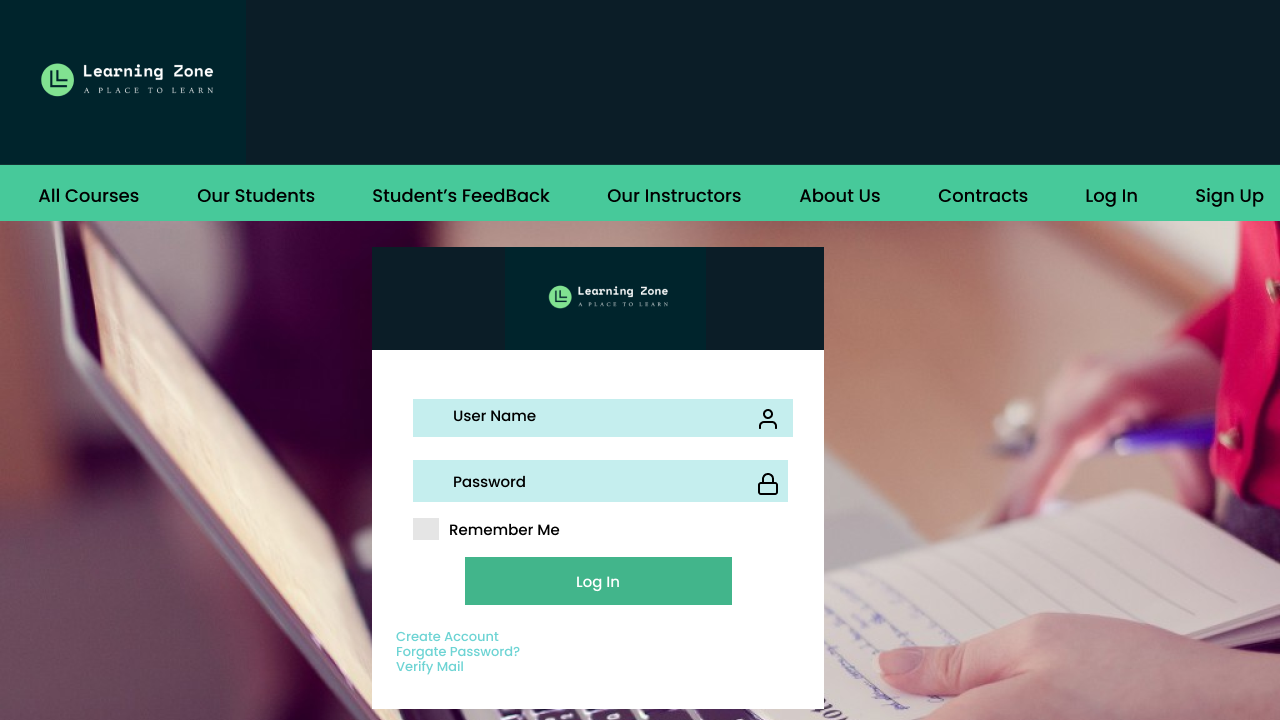 Learning Zone
A PLACE TO LEARN
All Courses Our Students Student’s FeedBack Our Instructors About Us Contracts Log In Sign Up
Learning Zone
A PLACE TO LEARN
User Name
Password
Remember Me
Log In
Create Account
Forgate Password?
Verify Mail